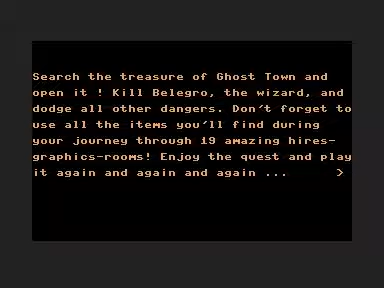 Search the treasure of Ghost Town and
open it ! Kill Belegro, the wizard, and
dodge all other dangers. Don't forget to
use all the items you'll find during
your journey through 19 amazing hires-
graphics-rooms! Enjoy the quest and play
it again and again and again ... >